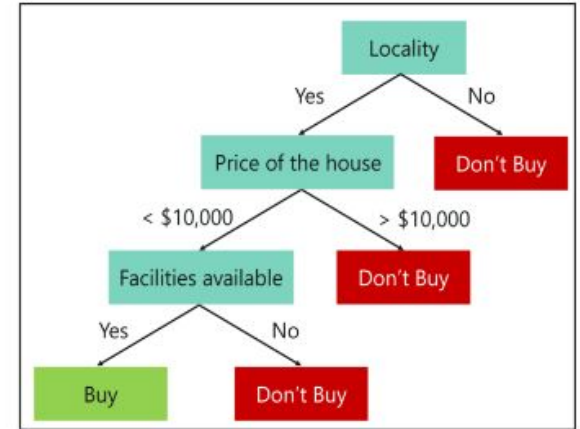 Locality
Yes
No
Price of the house
Don't Buy
< $10,000
> $10,000
Facilities available
Don't Buy
Yes
No
Buy
Don't Buy